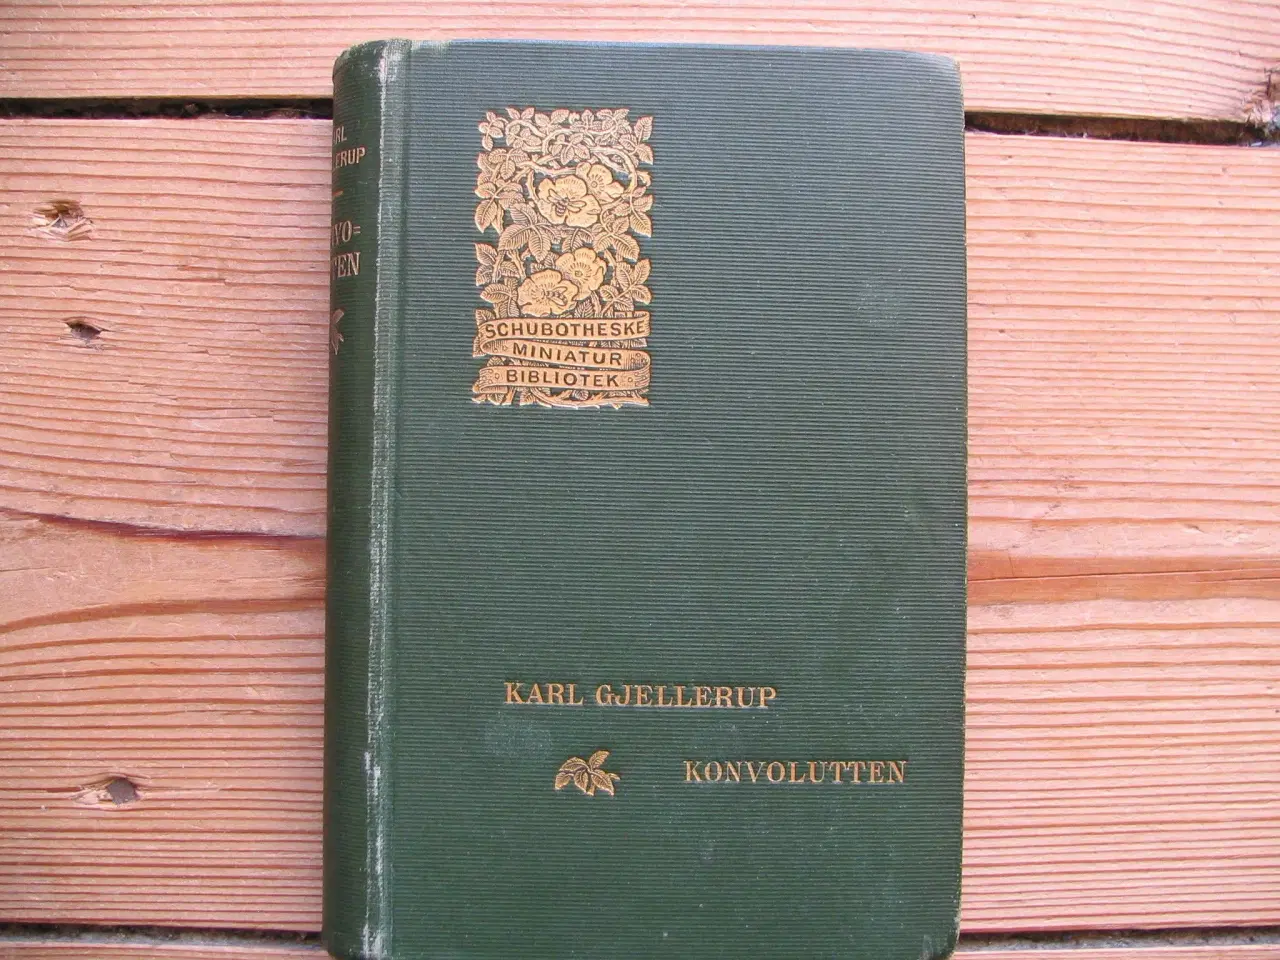 SCHUBOTHESKE
MINIATUR
BIBLIOTEK
KARL GJELLERUP
KONVOLUTTEN